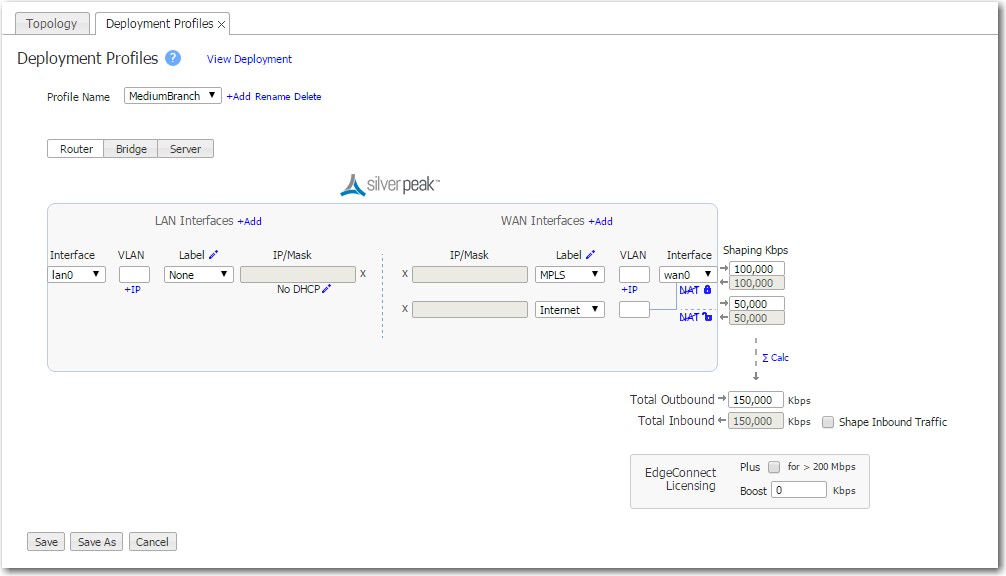 Topology Deployment Profiles ×
Deployment Profiles ? View Deployment
Profile Name MediumBranch ▼ +Add Rename Delete
Router Bridge Server
silver peak™
LAN Interfaces +Add WAN Interfaces +Add
Interface VLAN Label IP/Mask IP/Mask Label VLAN Interface Shaping Kbps
lan0 ▼ None ▼ X X MPLS ▼ wan0 ▼ → 100,000
+IP No DHCP +IP NAT ← 100,000
X Internet ▼ → 50,000
NAT ← 50,000
Σ Calc
Total Outbound → 150,000 Kbps
Total Inbound ← 150,000 Kbps Shape Inbound Traffic
EdgeConnect Licensing
Plus for > 200 Mbps
Boost 0 Kbps
Save Save As Cancel